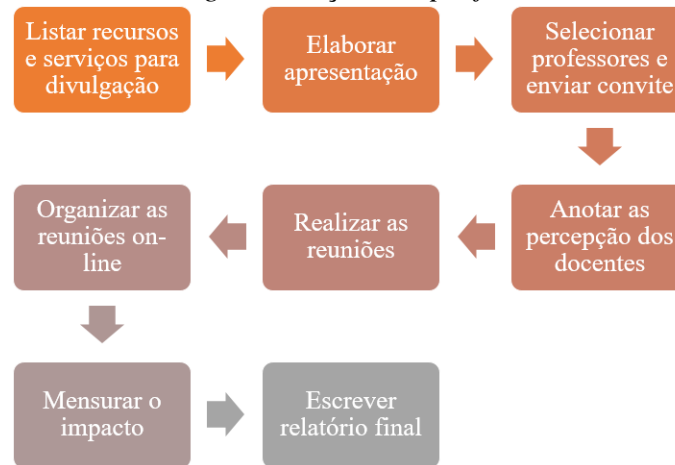 Listar recursos
e serviços para
divulgação
Elaborar
apresentação
Selecionar
professores e
enviar convite
Anotar as
percepção dos
docentes
Realizar as
reuniões
Organizar as
reuniões on-
line
Mensurar o
impacto
Escrever
relatório final